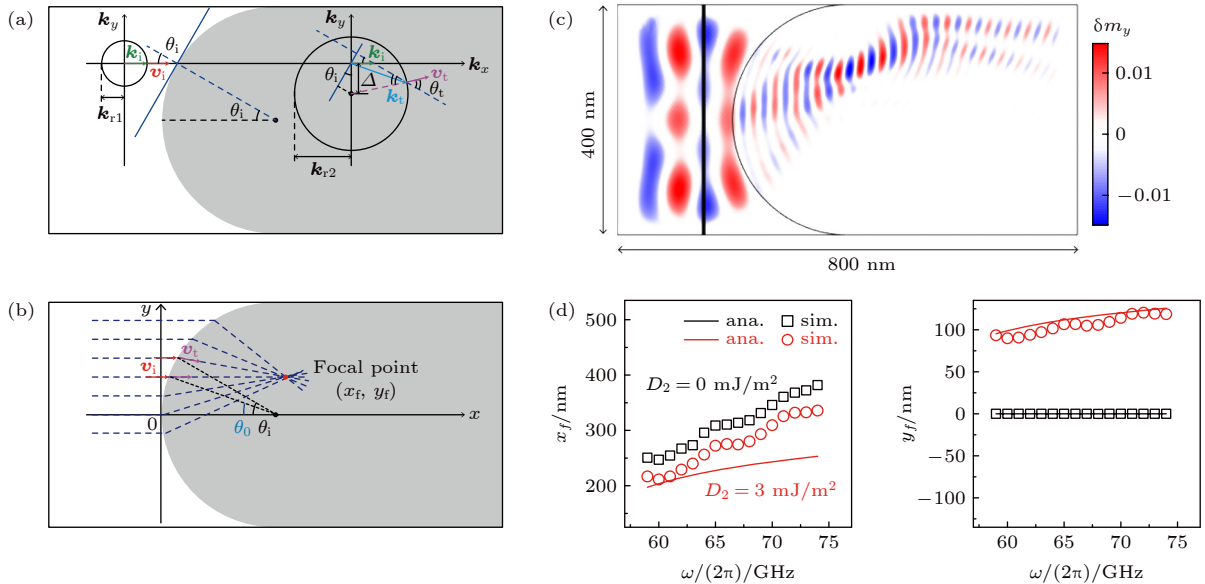 (a)
k_y
k_i
v_i
θ_i
θ_i
k_r1
k_y
k_i
θ_i
Δ
v_t
k_t
θ_t
k_r2
k_x
(b)
y
v_i
v_t
Focal point
(x_f, y_f)
0
θ_0
θ_i
x
(c)
400 nm
800 nm
δm_y
0.01
0
−0.01
(d)
500
400
300
200
x_f/nm
ana. sim.
ana. sim.
D_2 = 0 mJ/m²
D_2 = 3 mJ/m²
60 65 70 75
ω/(2π)/GHz
100
50
0
−50
−100
y_f/nm
60 65 70 75
ω/(2π)/GHz